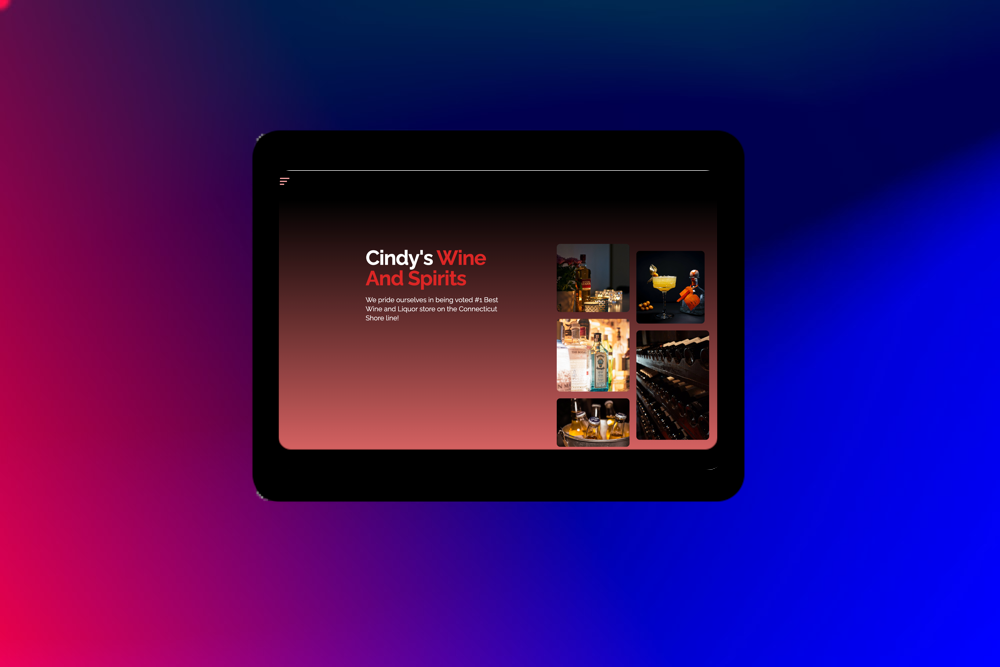 Cindy's Wine
And Spirits
We pride ourselves in being voted #1 Best
Wine and Liquor store on the Connecticut
Shore line!